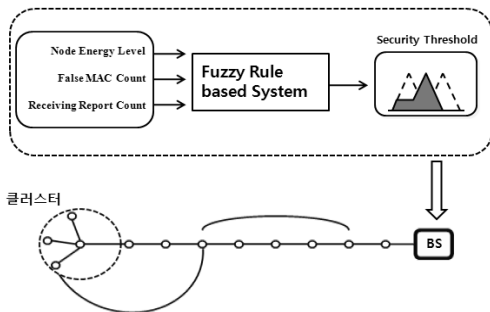 Node Energy Level
False MAC Count
Receiving Report Count
Fuzzy Rule
based System
Security Threshold
클러스터
BS